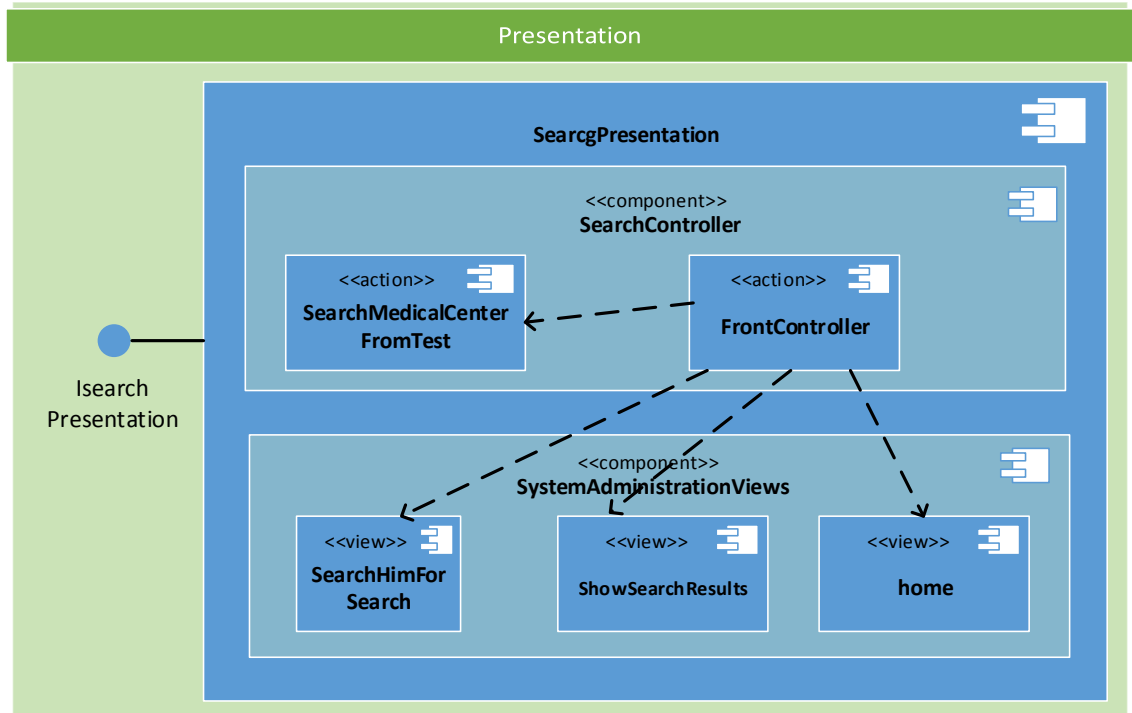 Presentation
SearcgPresentation
<<component>>
SearchController
<<action>>
SearchMedicalCenter
FromTest
<<action>>
FrontController
Isearch
Presentation
<<component>>
SystemAdministrationViews
<<view>>
SearchHimFor
Search
<<view>>
ShowSearchResults
<<view>>
home